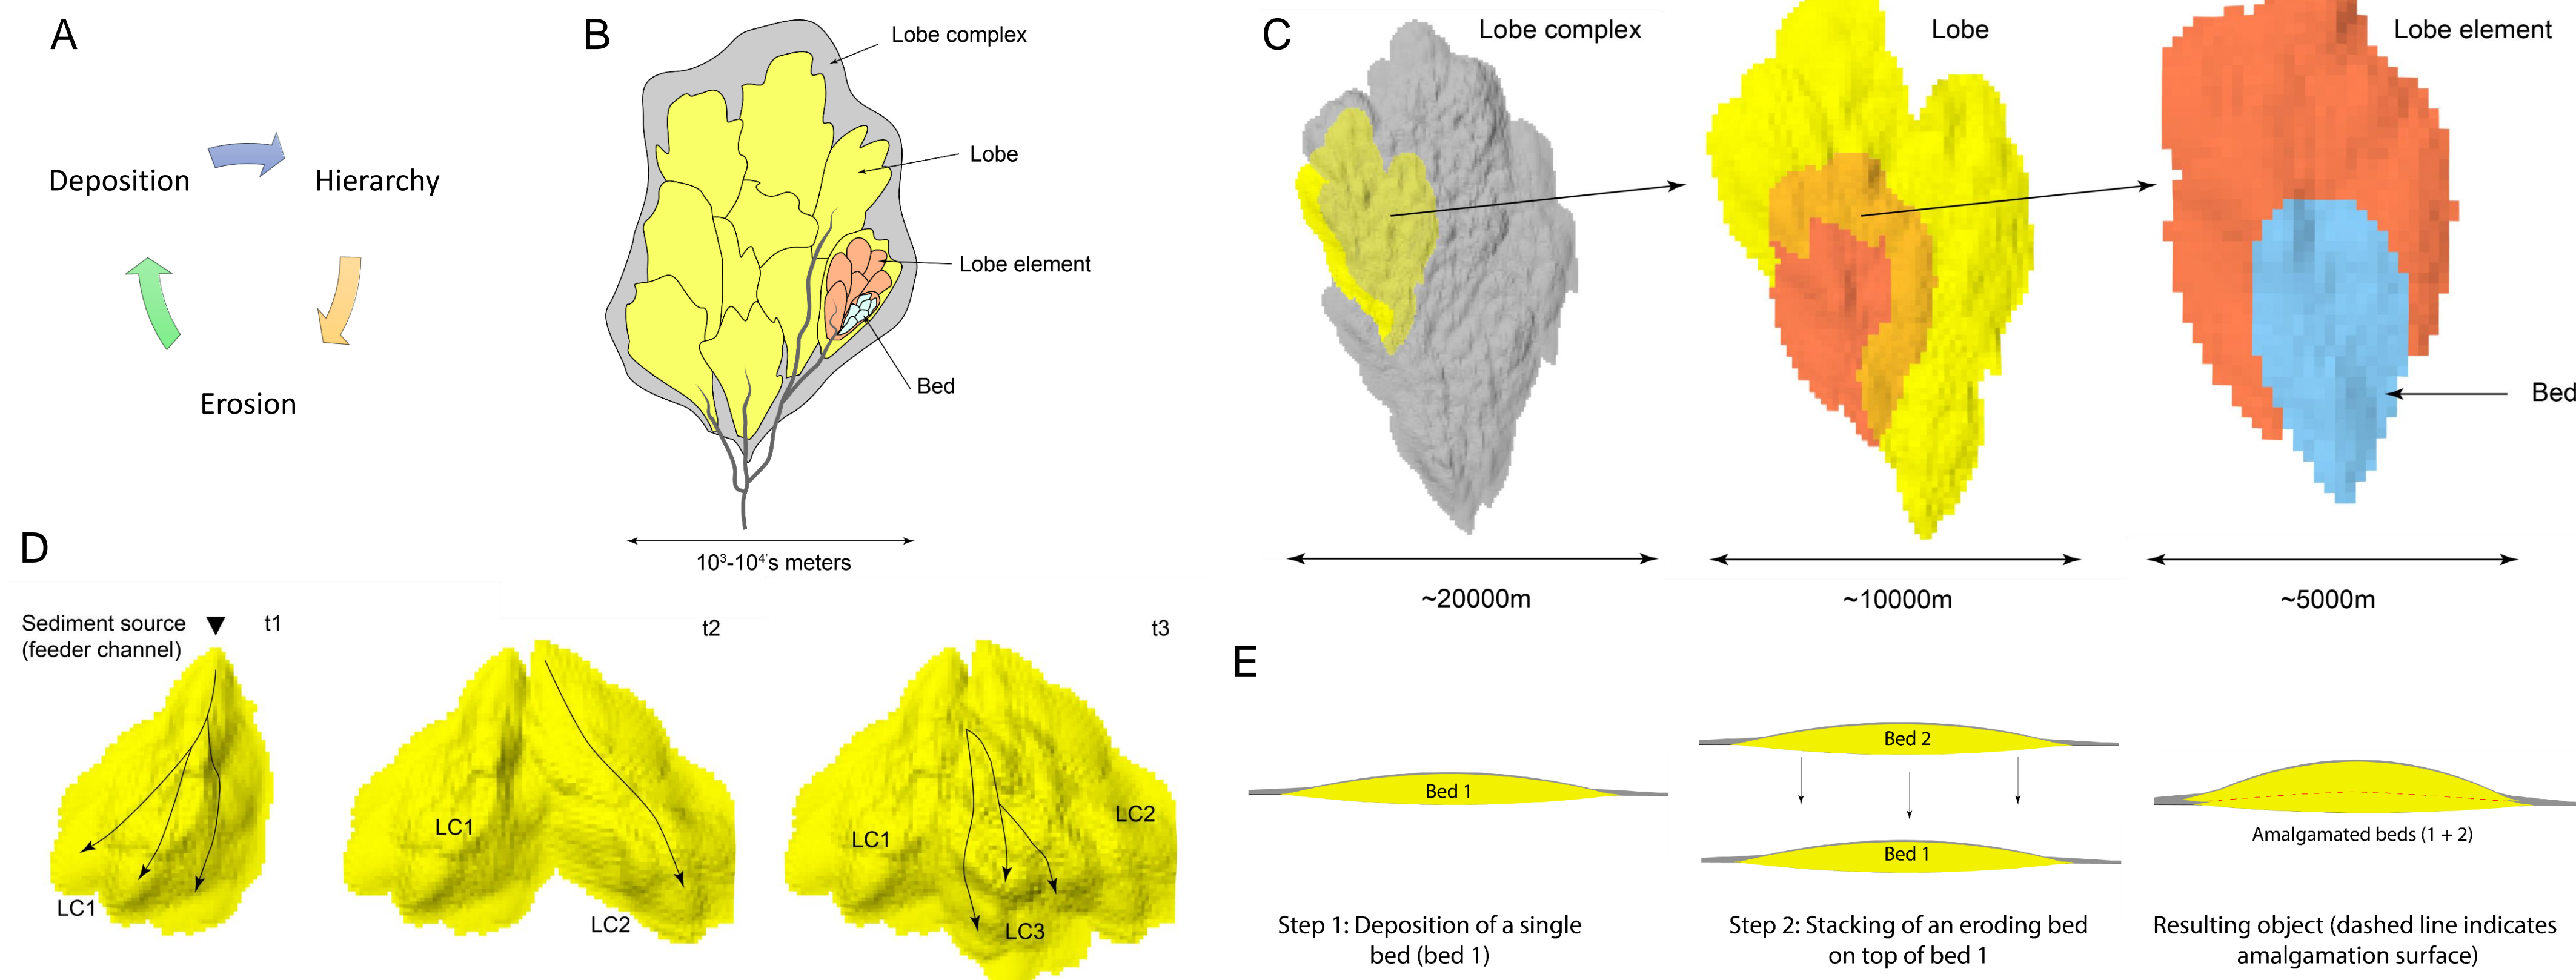 A
Deposition
Hierarchy
Erosion
B
Lobe complex
Lobe
Lobe element
Bed
10³-10⁴'s meters
C
Lobe complex
Lobe
Lobe element
Bed
~20000m
~10000m
~5000m
D
Sediment source
(feeder channel)
t1
LC1
t2
LC1
LC2
t3
LC1
LC2
LC3
E
Bed 1
Step 1: Deposition of a single
bed (bed 1)
Bed 2
Bed 1
Step 2: Stacking of an eroding bed
on top of bed 1
Amalgamated beds (1 + 2)
Resulting object (dashed line indicates
amalgamation surface)